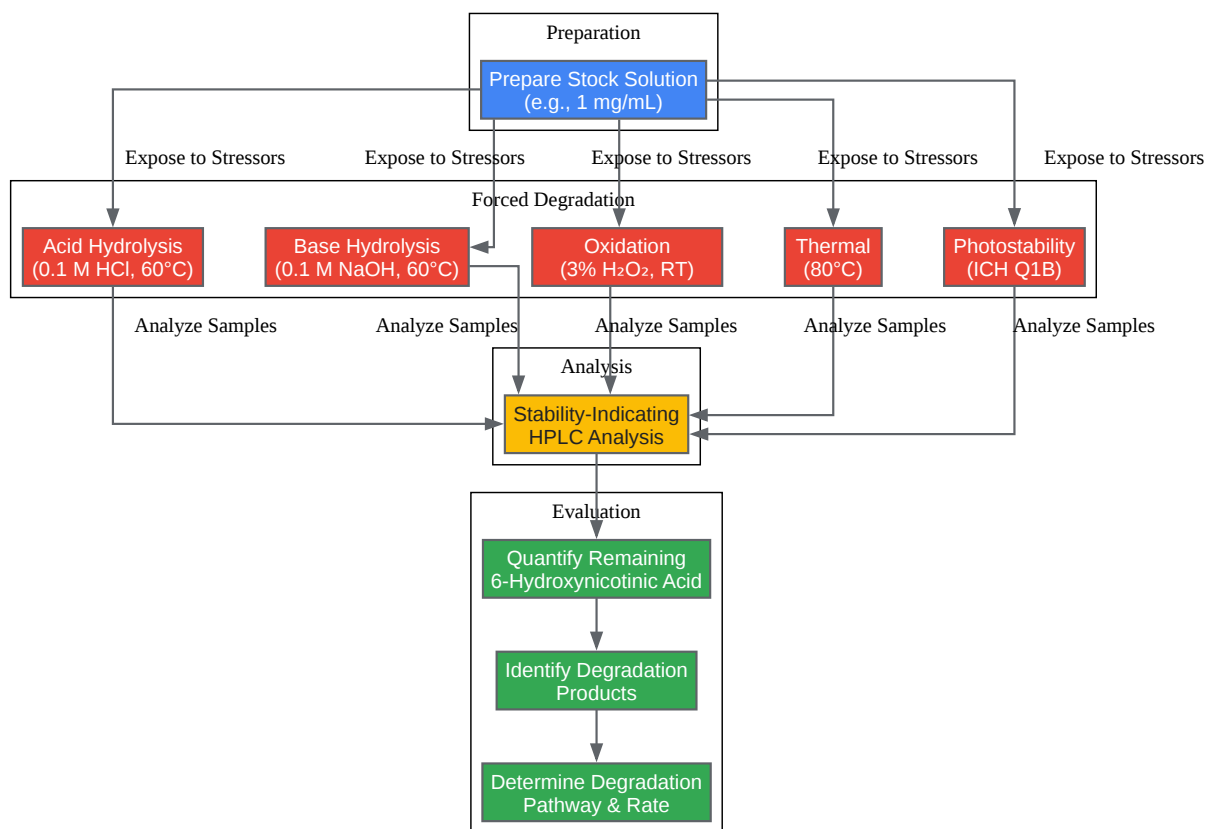 Preparation
Prepare Stock Solution
(e.g., 1 mg/mL)
Expose to Stressors
Expose to Stressors
Expose to Stressors
Expose to Stressors
Expose to Stressors
Forced Degradation
Acid Hydrolysis
(0.1 M HCl, 60°C)
Base Hydrolysis
(0.1 M NaOH, 60°C)
Oxidation
(3% H₂O₂, RT)
Thermal
(80°C)
Photostability
(ICH Q1B)
Analyze Samples
Analyze Samples
Analyze Samples
Analyze Samples
Analyze Samples
Analysis
Stability-Indicating
HPLC Analysis
Evaluation
Quantify Remaining
6-Hydroxynicotinic Acid
Identify Degradation
Products
Determine Degradation
Pathway & Rate